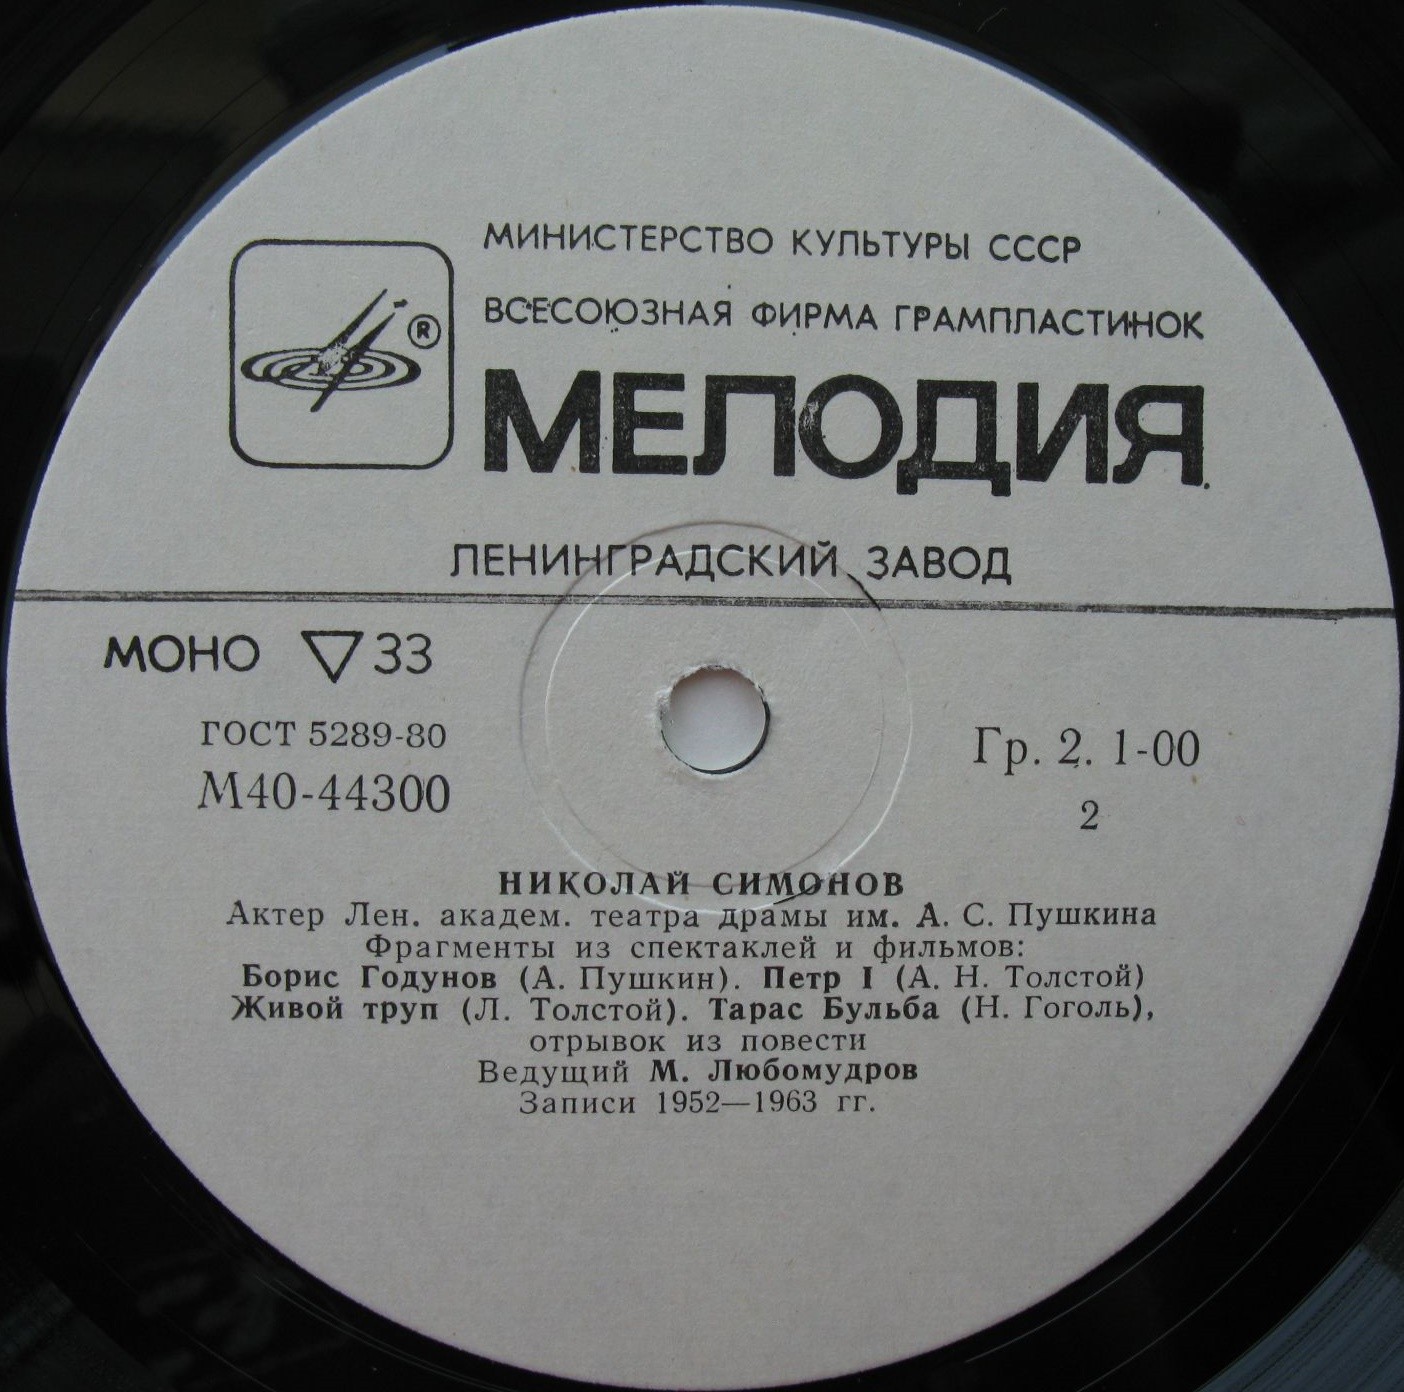 МИНИСТЕРСТВО КУЛЬТУРЫ СССР
ВСЕСОЮЗНАЯ ФИРМА ГРАМПЛАСТИНОК
®
МЕЛОДИЯ
ЛЕНИНГРАДСКИЙ ЗАВОД
МОНО ▽ 33
ГОСТ 5289-80
М40-44300
Гр. 2. 1-00
2
НИКОЛАЙ СИМОНОВ
Актер Лен. академ. театра драмы им. А. С. Пушкина
Фрагменты из спектаклей и фильмов:
Борис Годунов (А. Пушкин). Петр I (А. Н. Толстой)
Живой труп (Л. Толстой). Тарас Бульба (Н. Гоголь),
отрывок из повести
Ведущий М. Любомудров
Записи 1952—1963 гг.